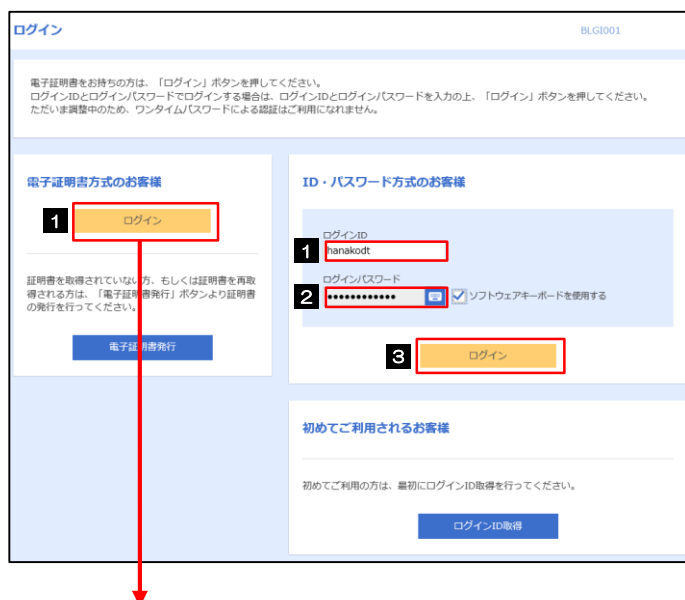 ログイン
BLGI001
電子証明書をお持ちの方は、「ログイン」ボタンを押してください。
ログインIDとログインパスワードでログインする場合は、ログインIDとログインパスワードを入力の上、「ログイン」ボタンを押してください。
ただいま調整中のため、ワンタイムパスワードによる認証はご利用になれません。
電子証明書方式のお客様
1
ログイン
証明書を取得されていない方、もしくは証明書を再取
得される方は、「電子証明書発行」ボタンより証明書
の発行を行ってください。
電子証明書発行
ID・パスワード方式のお客様
ログインID
1
hanakodt
ログインパスワード
2
••••••••••••
ソフトウェアキーボードを使用する
3
ログイン
初めてご利用されるお客様
初めてご利用の方は、最初にログインID取得を行ってください。
ログインID取得